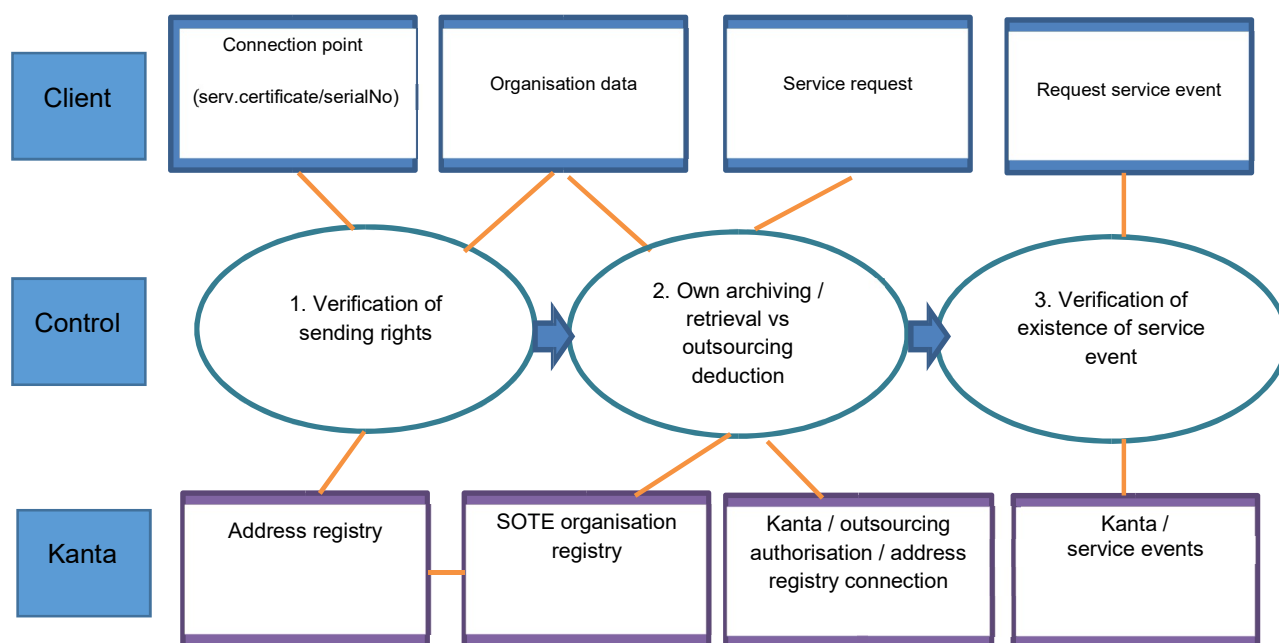 Client
Connection point
(serv.certificate/serialNo)
Organisation data
Service request
Request service event
Control
1. Verification of
sending rights
2. Own archiving /
retrieval vs
outsourcing
deduction
3. Verification of
existence of service
event
Kanta
Address registry
SOTE organisation
registry
Kanta / outsourcing
authorisation / address
registry connection
Kanta /
service events